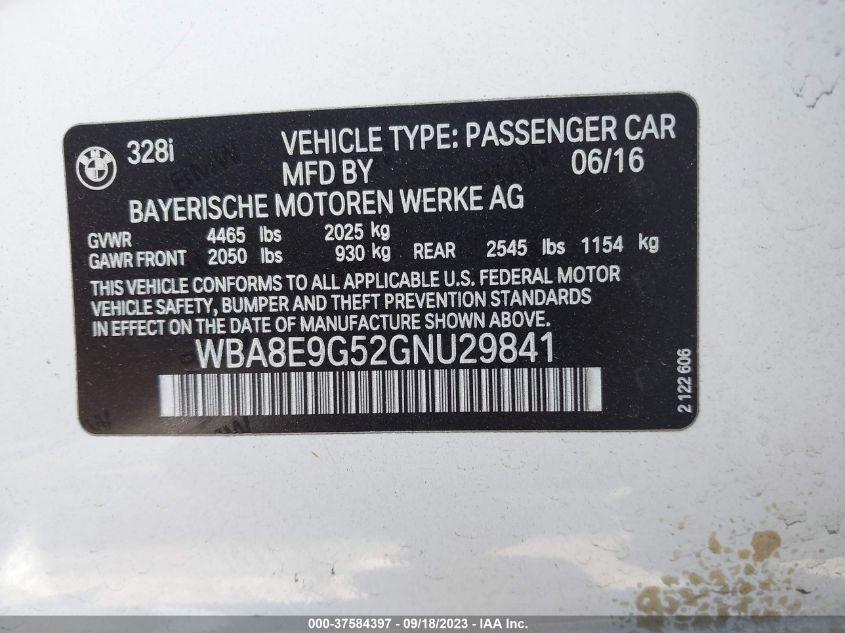 328i VEHICLE TYPE: PASSENGER CAR
MFD BY 06/16
BAYERISCHE MOTOREN WERKE AG
GVWR 4465 lbs 2025 kg
GAWR FRONT 2050 lbs 930 kg REAR 2545 lbs 1154 kg
THIS VEHICLE CONFORMS TO ALL APPLICABLE U.S. FEDERAL MOTOR
VEHICLE SAFETY, BUMPER AND THEFT PREVENTION STANDARDS
IN EFFECT ON THE DATE OF MANUFACTURE SHOWN ABOVE.
WBA8E9G52GNU29841
2 122 606
000-37584397 - 09/18/2023 - IAA Inc.